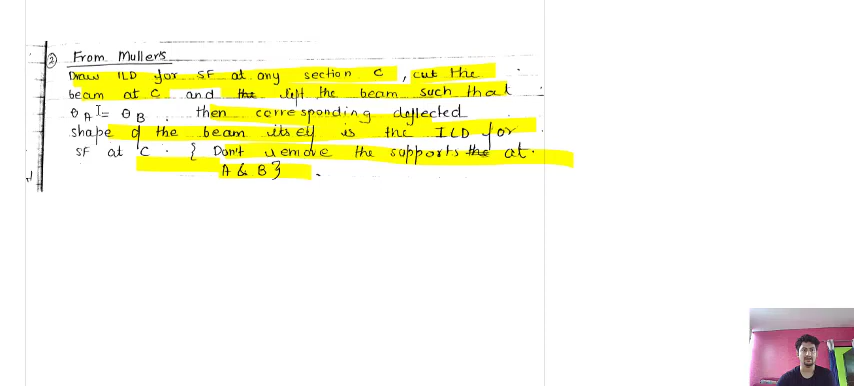 ② From Muller's
Draw ILD for SF at any section C, cut the
beam at C and the lift the beam such that
θA = θB. then corresponding deflected
shape of the beam itself is the ILD for
SF at C. { Don't remove the supports the at.
A & B}.